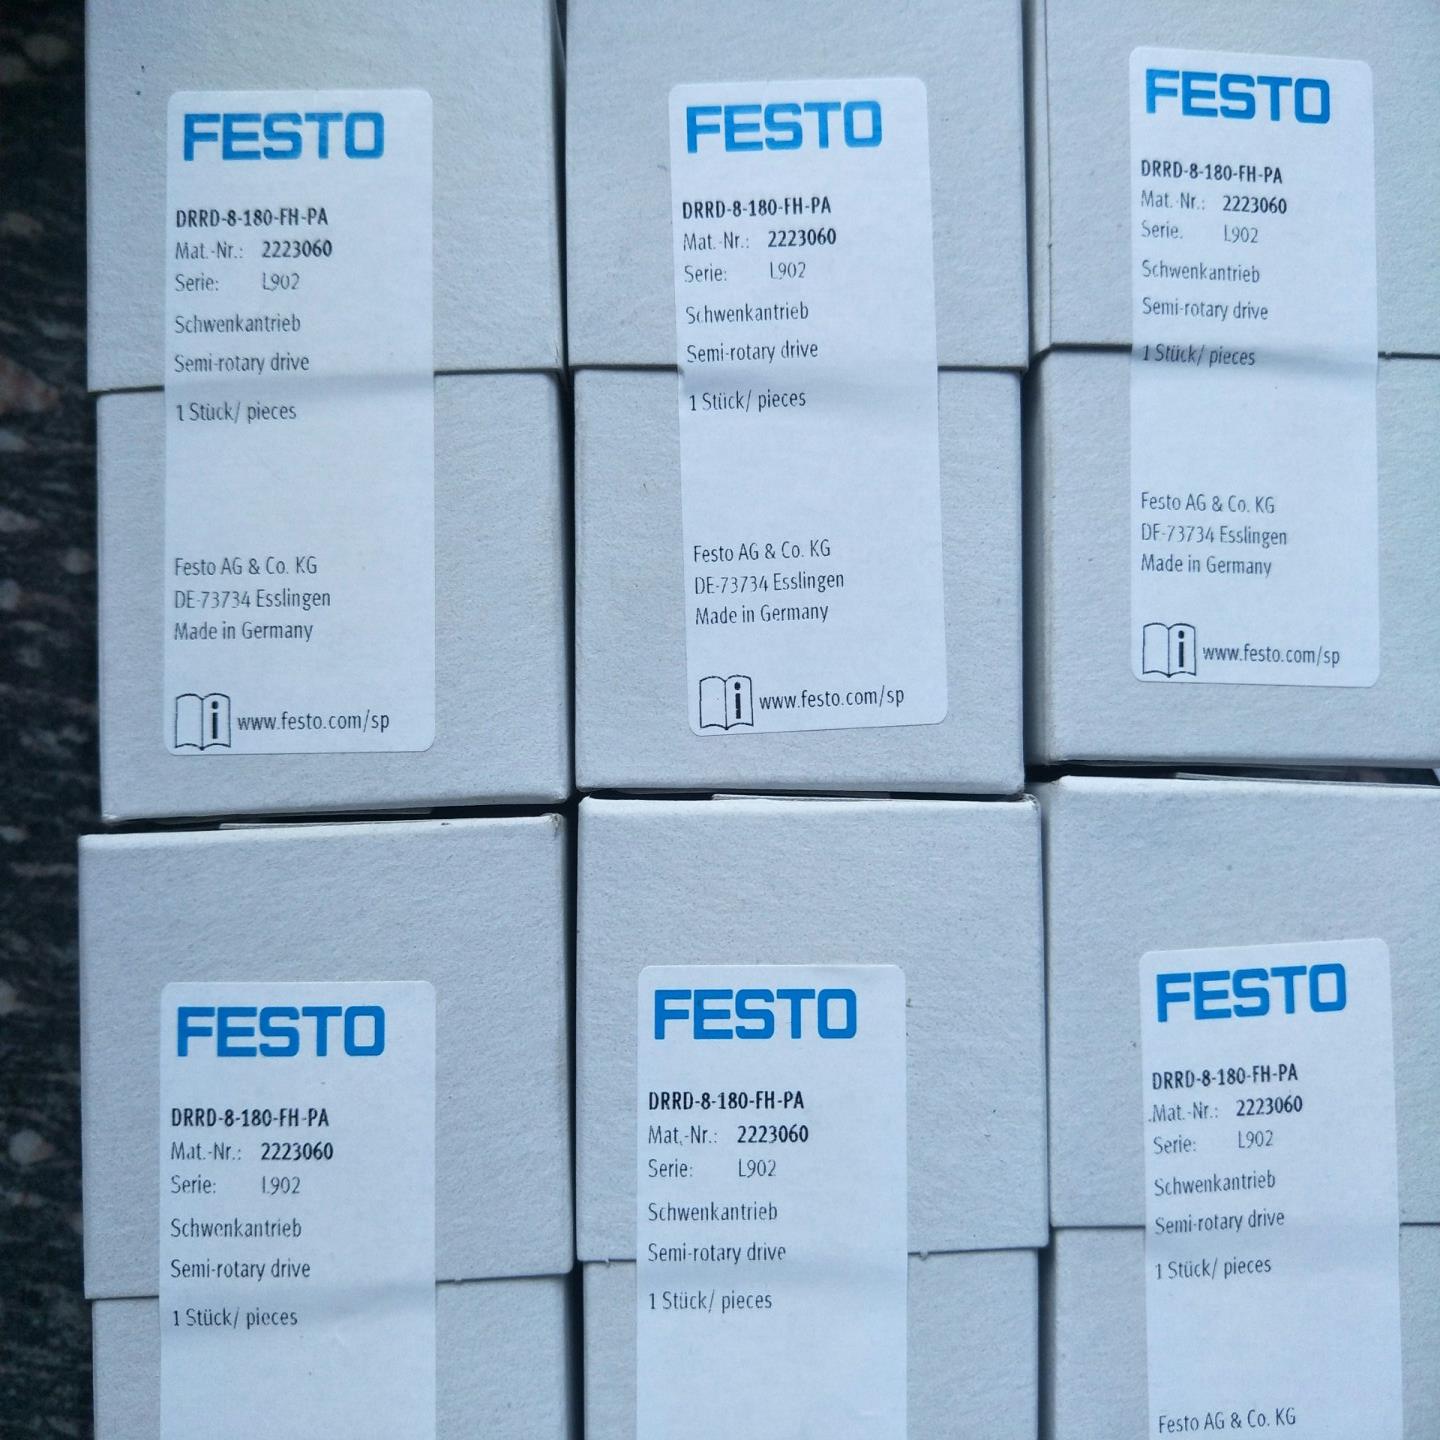 FESTO
DRRD-8-180-FH-PA
Mat.-Nr.: 2223060
Serie: L902
Schwenkantrieb
Semi-rotary drive
1 Stück/ pieces
Festo AG & Co. KG
DE-73734 Esslingen
Made in Germany
i www.festo.com/sp
FESTO
DRRD-8-180-FH-PA
Mat.-Nr.: 2223060
Serie: L902
Schwenkantrieb
Semi-rotary drive
1 Stück/ pieces
Festo AG & Co. KG
DE-73734 Esslingen
Made in Germany
i www.festo.com/sp
FESTO
DRRD-8-180-FH-PA
Mat.-Nr.: 2223060
Serie: L902
Schwenkantrieb
Semi-rotary drive
1 Stück/ pieces
Festo AG & Co. KG
DE-73734 Esslingen
Made in Germany
i www.festo.com/sp
FESTO
DRRD-8-180-FH-PA
Mat.-Nr.: 2223060
Serie: L902
Schwenkantrieb
Semi-rotary drive
1 Stück/ pieces
FESTO
DRRD-8-180-FH-PA
Mat.-Nr.: 2223060
Serie: L902
Schwenkantrieb
Semi-rotary drive
1 Stück/ pieces
FESTO
DRRD-8-180-FH-PA
Mat.-Nr.: 2223060
Serie: L902
Schwenkantrieb
Semi-rotary drive
1 Stück/ pieces
Festo AG & Co. KG